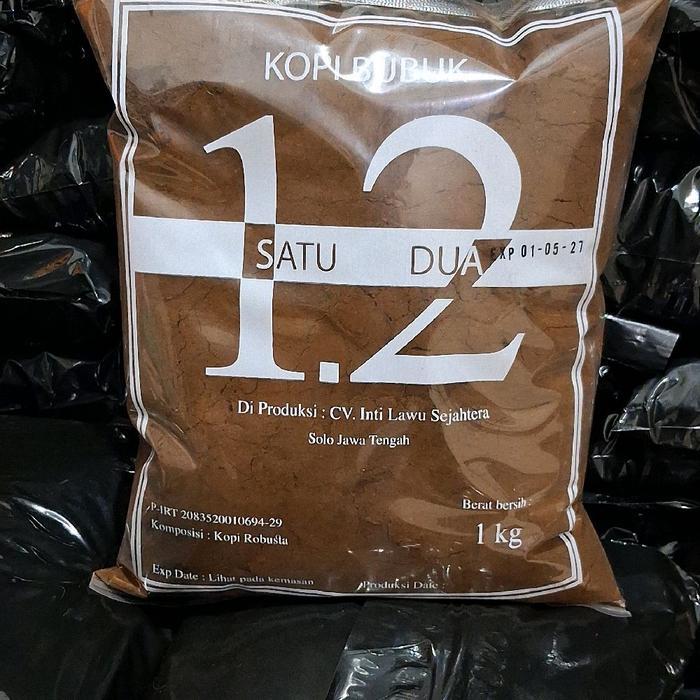 KOPI BUBUK
1.2
SATU DUA EXP 01-05-27
Di Produksi : CV. Inti Lawu Sejahtera
Solo Jawa Tengah
P-IRT 2083520010694-29
Komposisi : Kopi Robusta
Berat bersih :
1 kg
Exp Date : Lihat pada kemasan
Produksi Date :